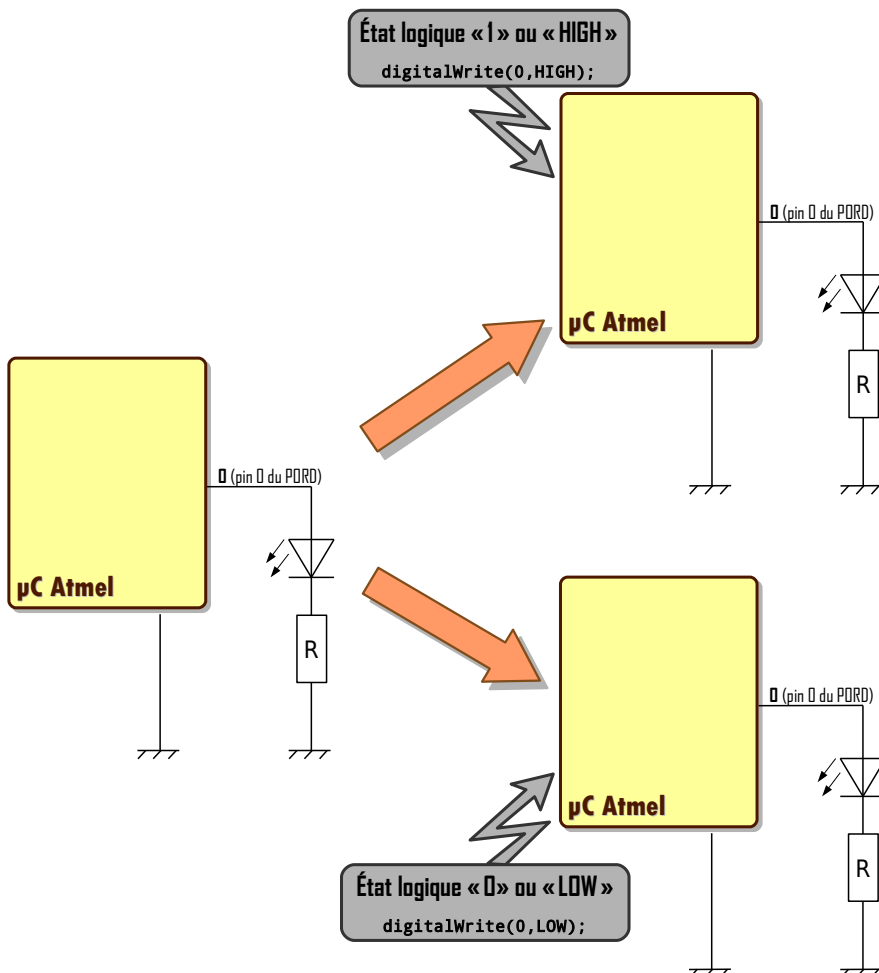 État logique «1» ou «HIGH»
digitalWrite(0,HIGH);
0 (pin 0 du PORD)
µC Atmel
R
0 (pin 0 du PORD)
µC Atmel
R
0 (pin 0 du PORD)
µC Atmel
R
État logique «0» ou «LOW»
digitalWrite(0,LOW);